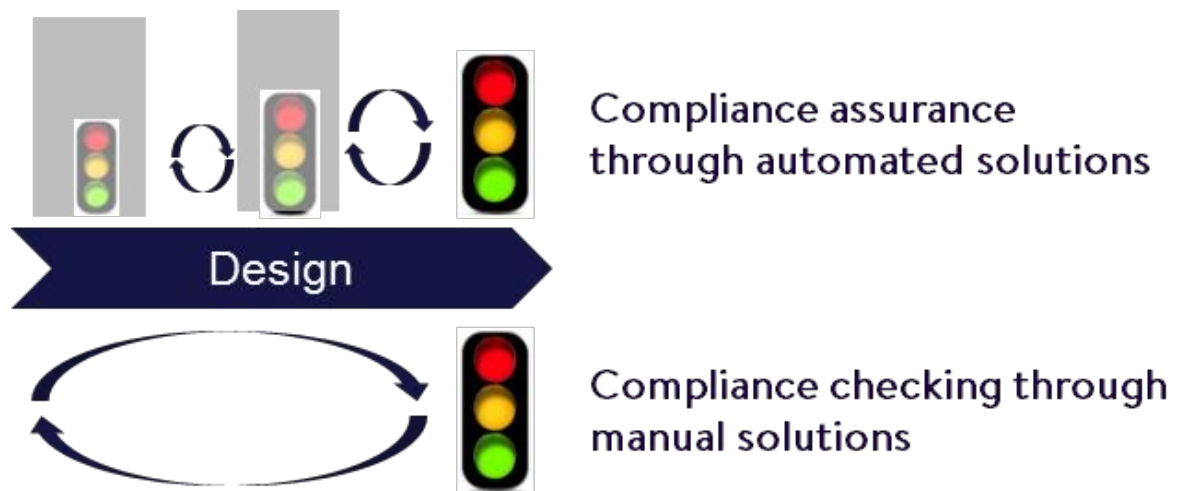 Compliance assurance
through automated solutions
Design
Compliance checking through
manual solutions